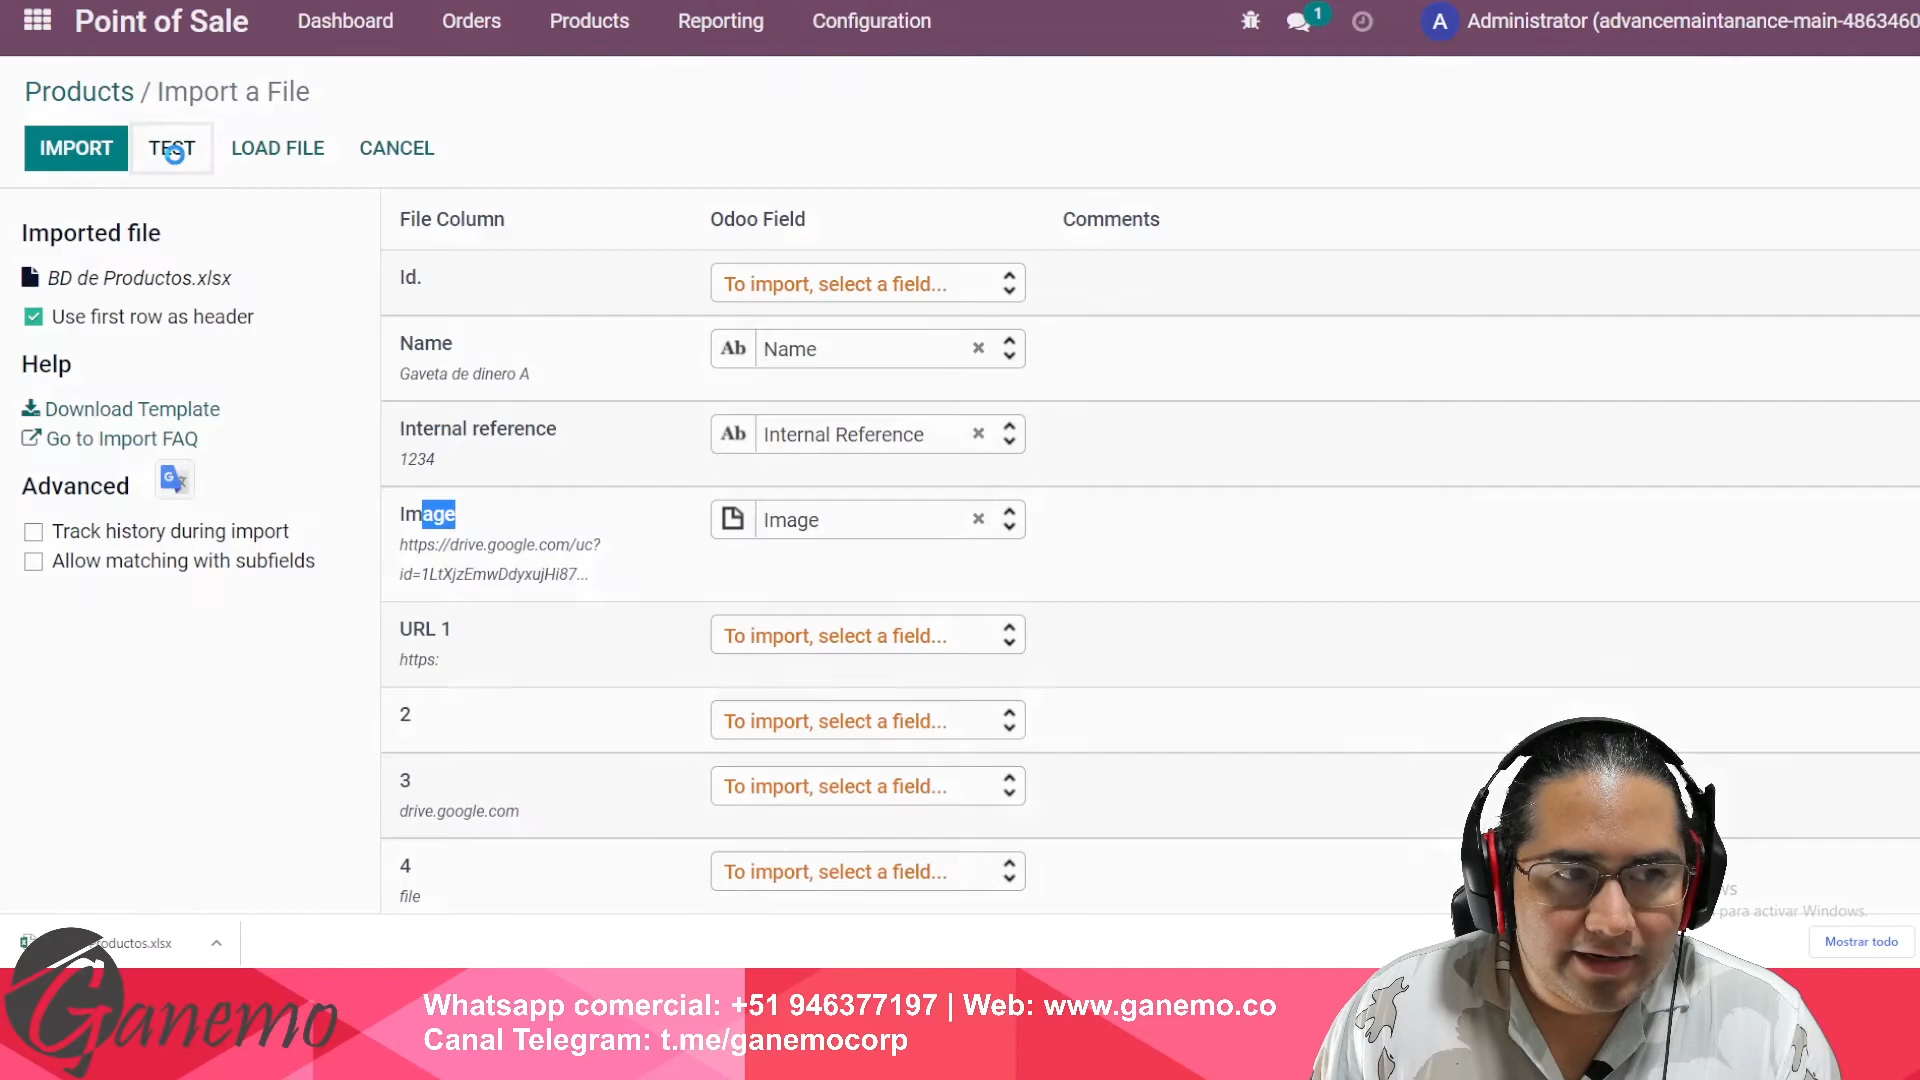 Point of Sale
Dashboard
Orders
Products
Reporting
Configuration
1
A
Administrator (advancemaintanance-main-4863460
Products / Import a File
IMPORT
TEST
LOAD FILE
CANCEL
Imported file
BD de Productos.xlsx
Use first row as header
Help
Download Template
Go to Import FAQ
Advanced
Track history during import
Allow matching with subfields
File Column
Odoo Field
Comments
Id.
To import, select a field...
Name
Gaveta de dinero A
Ab
Name
Internal reference
1234
Ab
Internal Reference
Image
https://drive.google.com/uc?
id=1LtXjzEmwDdyxujHi87...
Image
URL 1
https:
To import, select a field...
2
To import, select a field...
3
drive.google.com
To import, select a field...
4
file
To import, select a field...
para activar Windows.
oductos.xlsx
Mostrar todo
Ganemo
Whatsapp comercial: +51 946377197 | Web: www.ganemo.co
Canal Telegram: t.me/ganemocorp